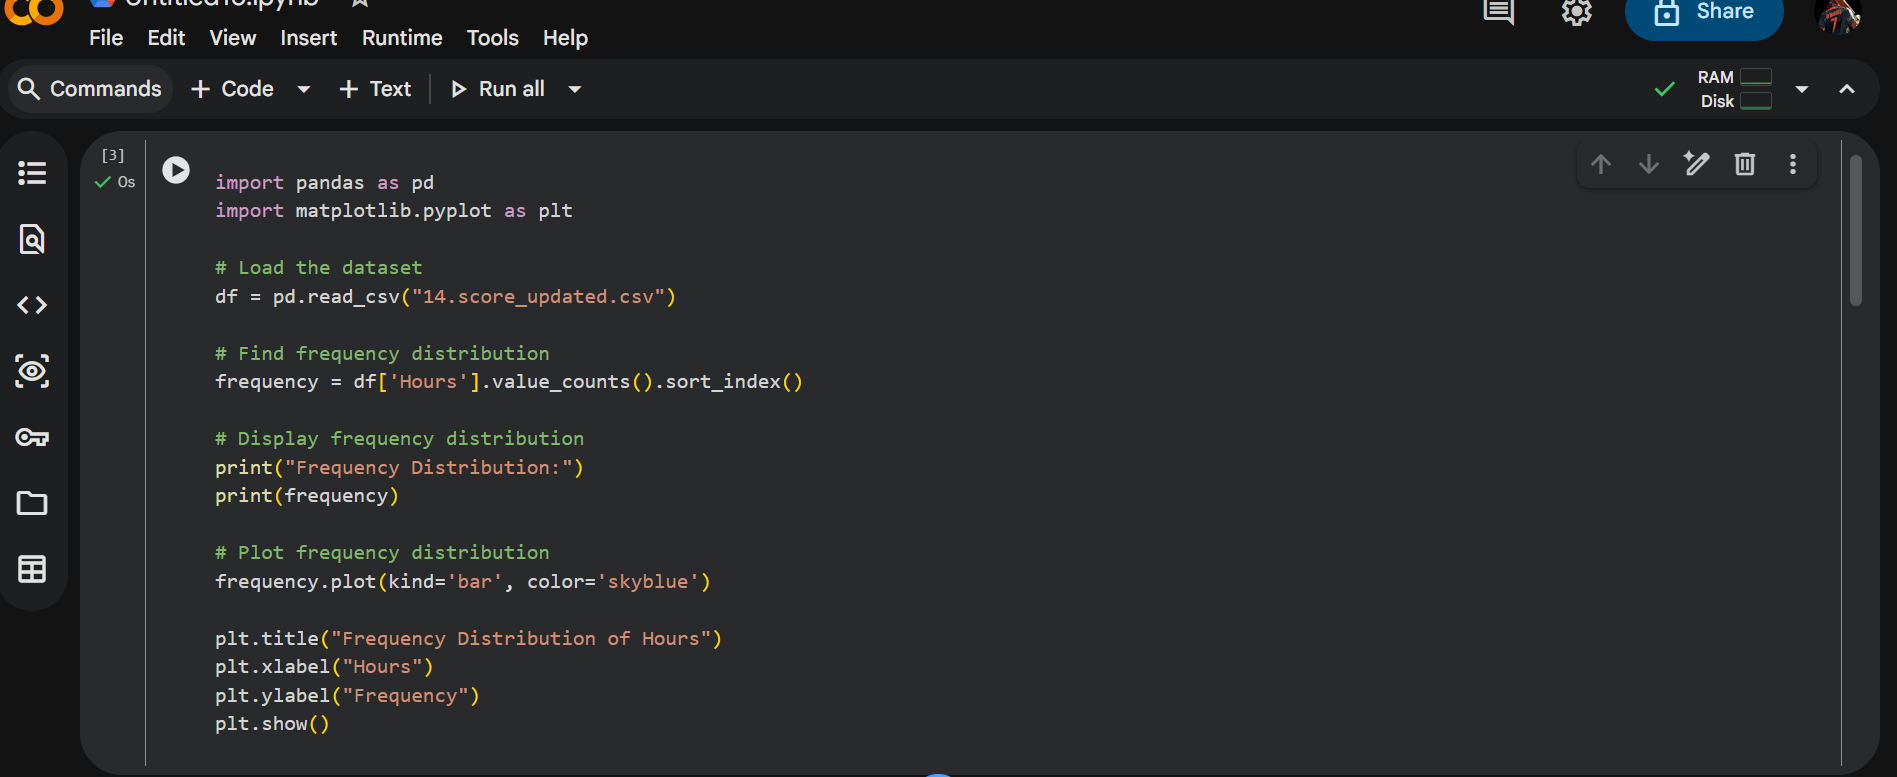 File Edit View Insert Runtime Tools Help
Share
Commands + Code + Text Run all
RAM
Disk
[3]
0s
import pandas as pd
import matplotlib.pyplot as plt
# Load the dataset
df = pd.read_csv("14.score_updated.csv")
# Find frequency distribution
frequency = df['Hours'].value_counts().sort_index()
# Display frequency distribution
print("Frequency Distribution:")
print(frequency)
# Plot frequency distribution
frequency.plot(kind='bar', color='skyblue')
plt.title("Frequency Distribution of Hours")
plt.xlabel("Hours")
plt.ylabel("Frequency")
plt.show()